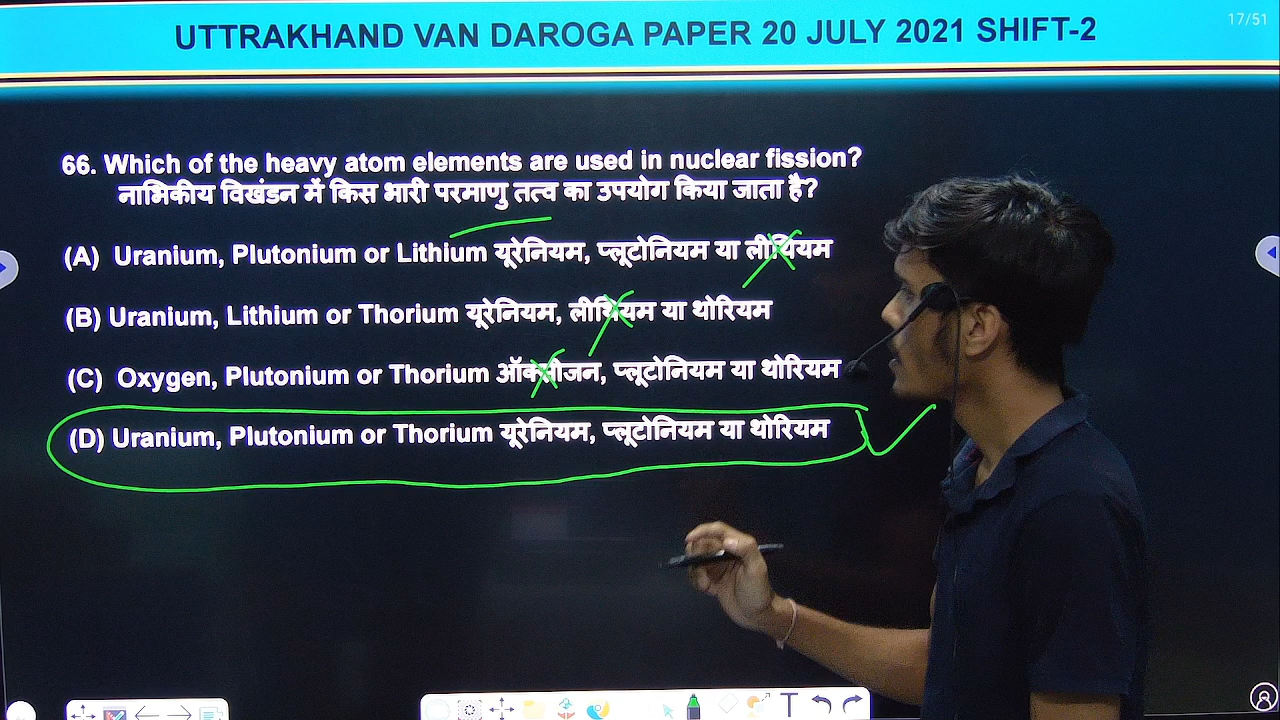 17/51
UTTRAKHAND VAN DAROGA PAPER 20 JULY 2021 SHIFT-2
66. Which of the heavy atom elements are used in nuclear fission?
नाभिकीय विखंडन में किस भारी परमाणु तत्व का उपयोग किया जाता है?
(A) Uranium, Plutonium or Lithium यूरेनियम, प्लूटोनियम या लीथियम
(B) Uranium, Lithium or Thorium यूरेनियम, लीथियम या थोरियम
(C) Oxygen, Plutonium or Thorium ऑक्सीजन, प्लूटोनियम या थोरियम
(D) Uranium, Plutonium or Thorium यूरेनियम, प्लूटोनियम या थोरियम
T